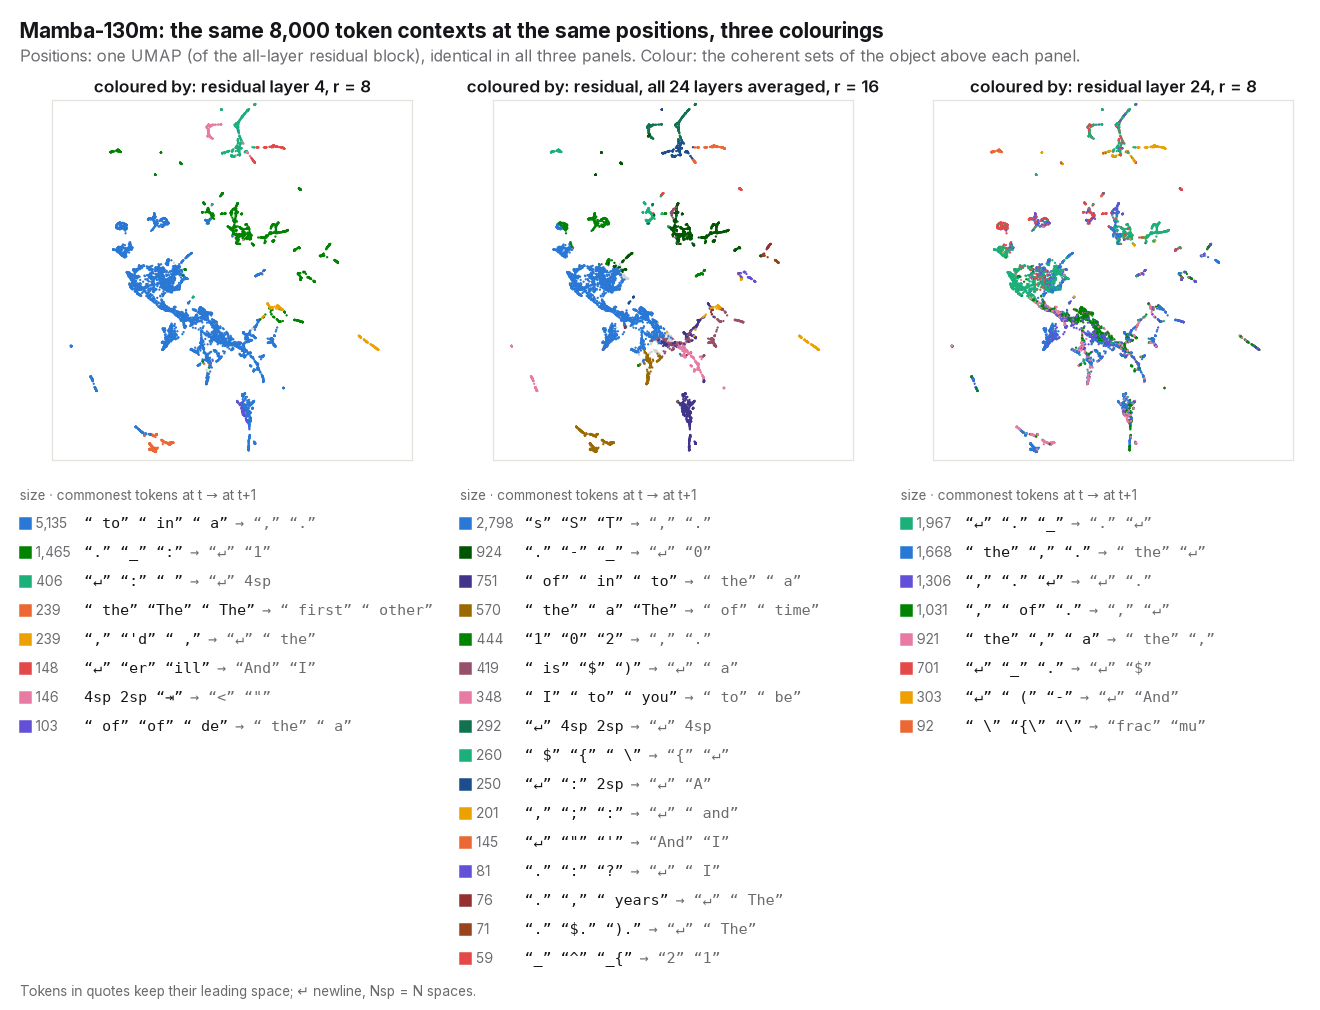 Mamba-130m: the same 8,000 token contexts at the same positions, three colourings
Positions: one UMAP (of the all-layer residual block), identical in all three panels. Colour: the coherent sets of the object above each panel.
coloured by: residual layer 4, r = 8
coloured by: residual, all 24 layers averaged, r = 16
coloured by: residual layer 24, r = 8
size · commonest tokens at t → at t+1
5,135 “ to” “ in” “ a” → “,” “.”
1,465 “.” “_” “:” → “↵” “1”
406 “↵” “:” “ ” → “↵” 4sp
239 “ the” “The” “ The” → “ first” “ other”
239 “,” “'d” “ ,” → “↵” “ the”
148 “↵” “er” “ill” → “And” “I”
146 4sp 2sp “⇥” → “<” “"”
103 “ of” “of” “ de” → “ the” “ a”
size · commonest tokens at t → at t+1
2,798 “s” “S” “T” → “,” “.”
924 “.” “-” “_” → “↵” “0”
751 “ of” “ in” “ to” → “ the” “ a”
570 “ the” “ a” “The” → “ of” “ time”
444 “1” “0” “2” → “,” “.”
419 “ is” “$” “)” → “↵” “ a”
348 “ I” “ to” “ you” → “ to” “ be”
292 “↵” 4sp 2sp → “↵” 4sp
260 “ $” “{” “ \” → “{” “↵”
250 “↵” “:” 2sp → “↵” “A”
201 “,” “;” “:” → “↵” “ and”
145 “↵” “"” “'” → “And” “I”
81 “.” “:” “?” → “↵” “ I”
76 “.” “,” “ years” → “↵” “ The”
71 “.” “$.” “).” → “↵” “ The”
59 “_” “^” “_{” → “2” “1”
size · commonest tokens at t → at t+1
1,967 “↵” “.” “_” → “.” “↵”
1,668 “ the” “,” “.” → “ the” “↵”
1,306 “,” “.” “↵” → “↵” “.”
1,031 “,” “ of” “.” → “,” “↵”
921 “ the” “,” “ a” → “ the” “,”
701 “↵” “_” “.” → “↵” “$”
303 “↵” “ (” “-” → “↵” “And”
92 “ \” “{\” “\” → “frac” “mu”
Tokens in quotes keep their leading space; ↵ newline, Nsp = N spaces.